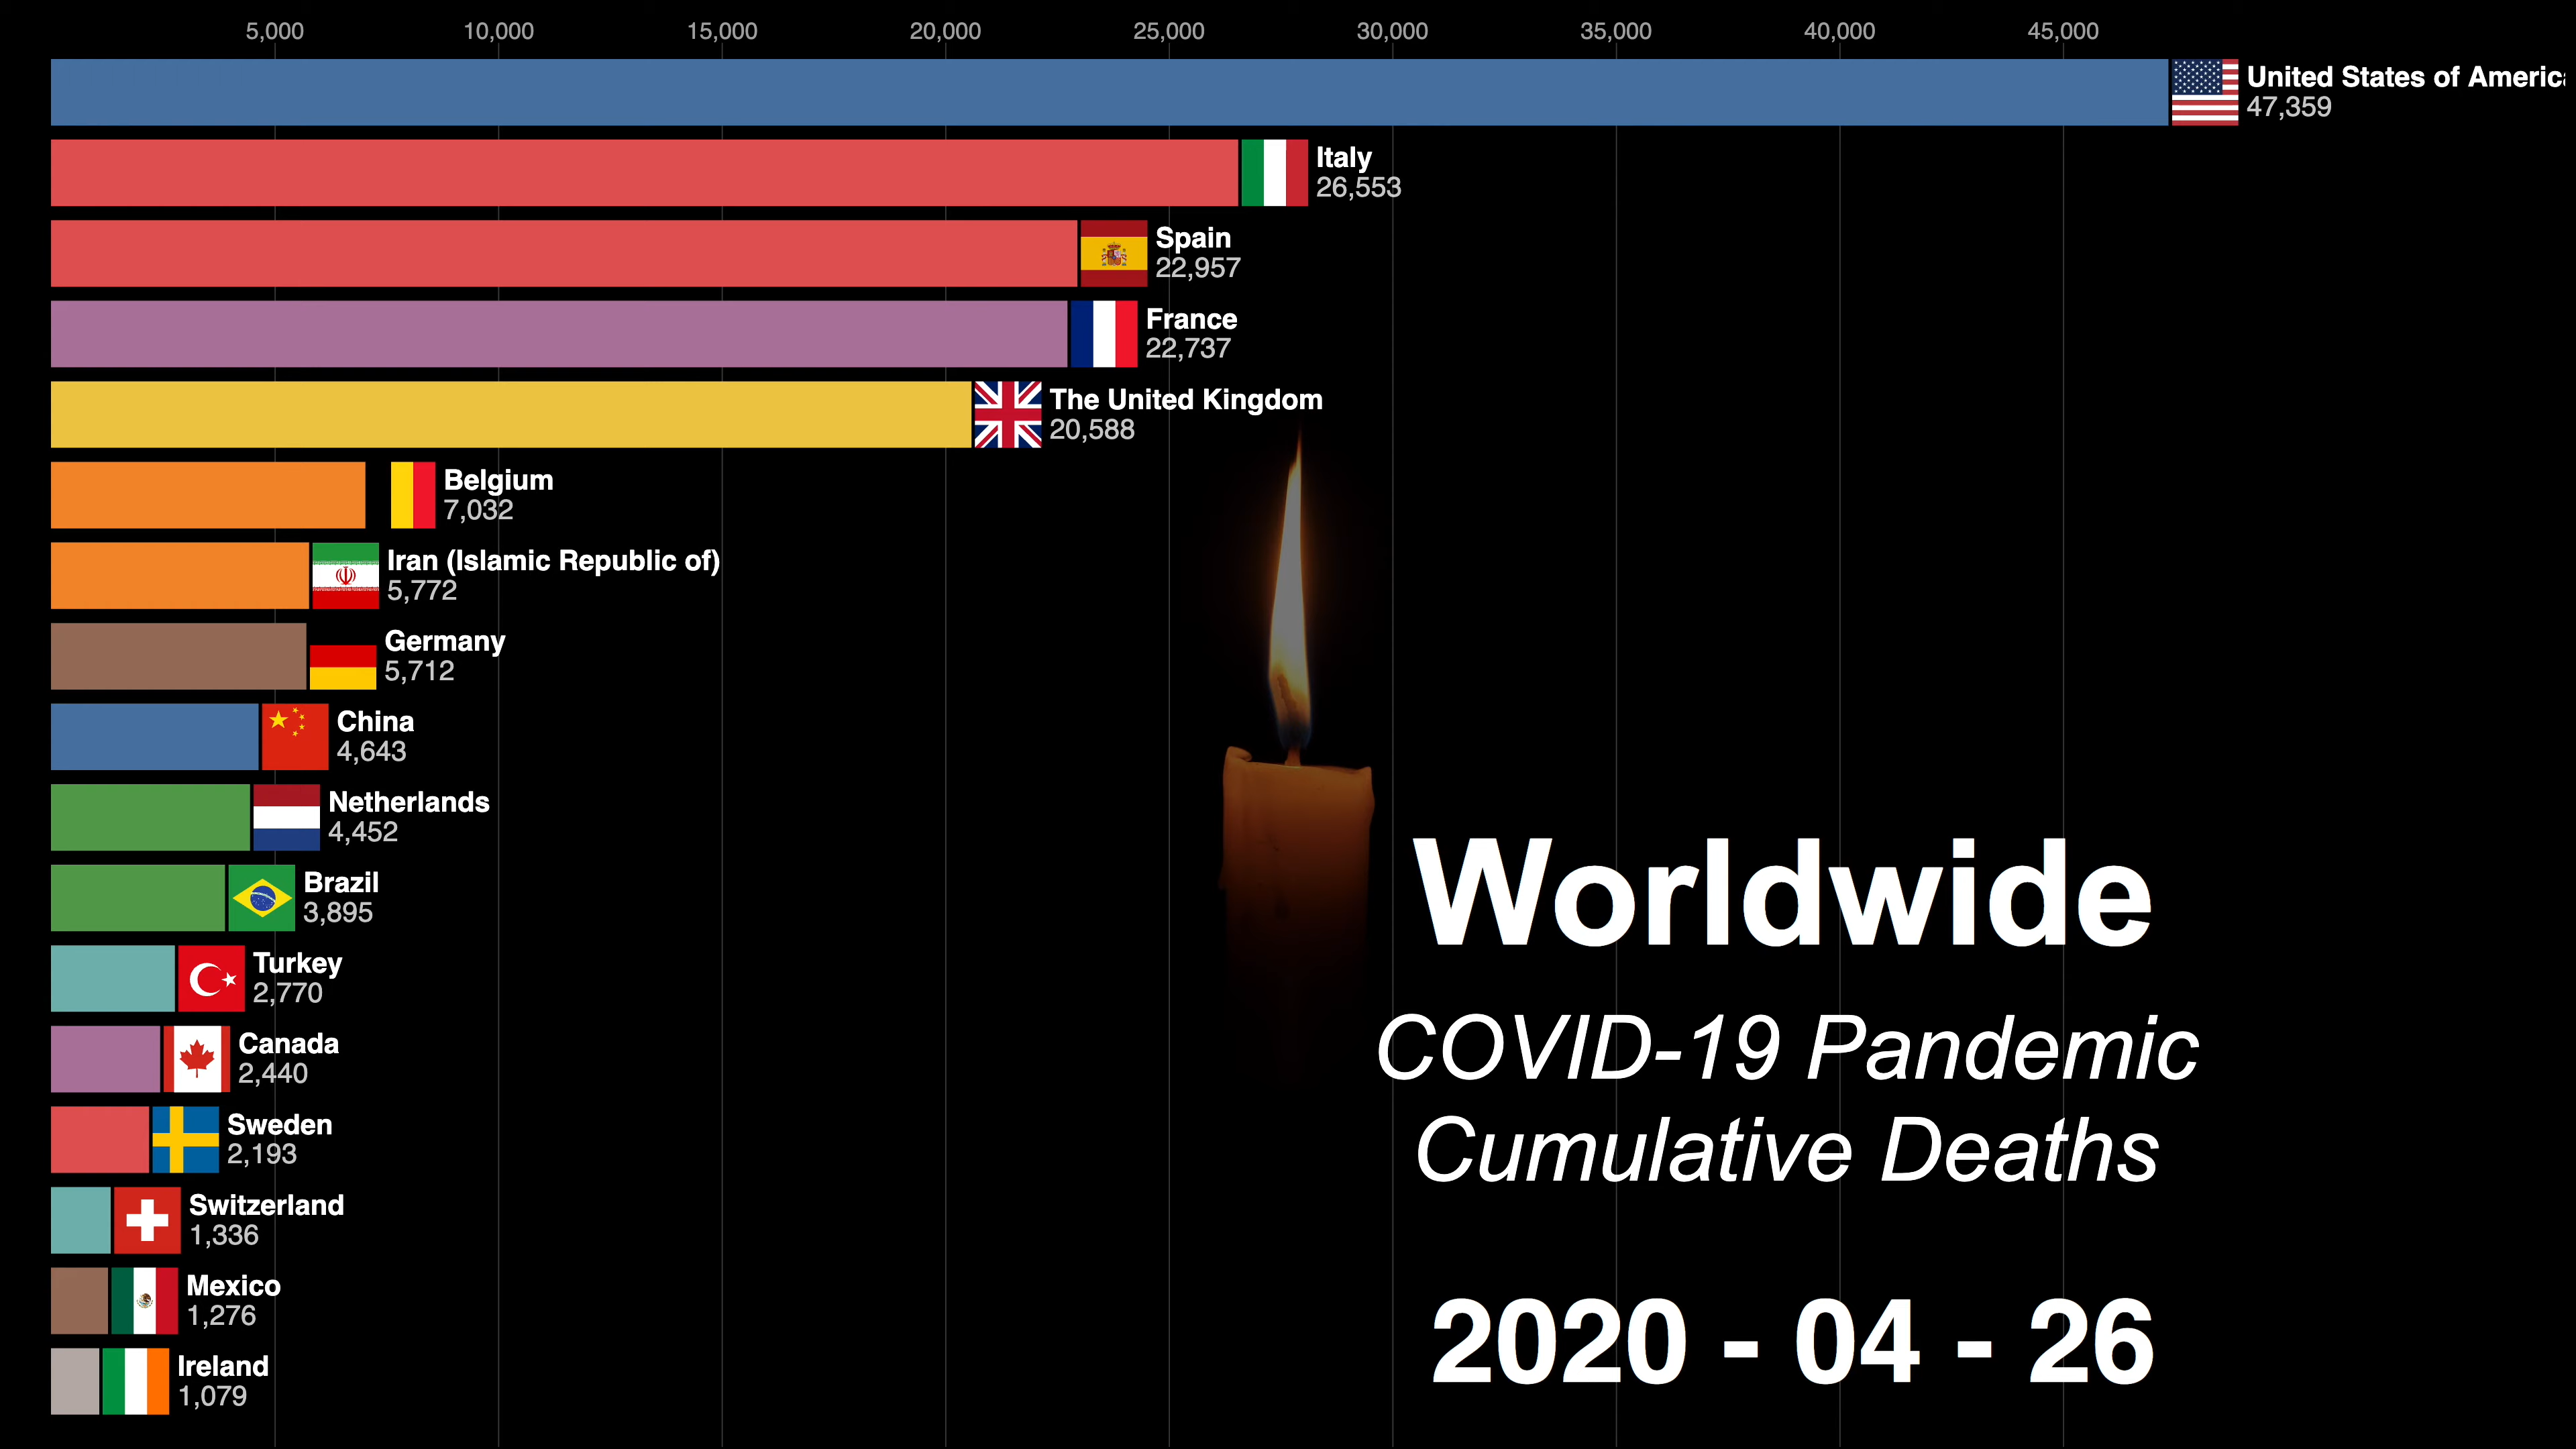 5,000 10,000 15,000 20,000 25,000 30,000 35,000 40,000 45,000
United States of Americ
47,359
Italy
26,553
Spain
22,957
France
22,737
The United Kingdom
20,588
Belgium
7,032
Iran (Islamic Republic of)
5,772
Germany
5,712
China
4,643
Netherlands
4,452
Brazil
3,895
Turkey
2,770
Canada
2,440
Sweden
2,193
Switzerland
1,336
Mexico
1,276
Ireland
1,079
Worldwide
COVID-19 Pandemic
Cumulative Deaths
2020 - 04 - 26